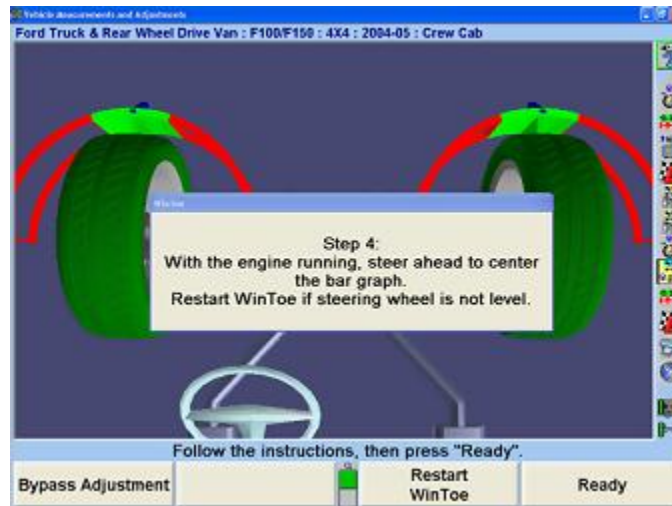 Vehicle Measurements and Adjustments
Ford Truck & Rear Wheel Drive Van : F100/F150 : 4X4 : 2004-05 : Crew Cab
WinToe
Step 4:
With the engine running, steer ahead to center
the bar graph.
Restart WinToe if steering wheel is not level.
Follow the instructions, then press "Ready".
Bypass Adjustment
Restart
WinToe
Ready